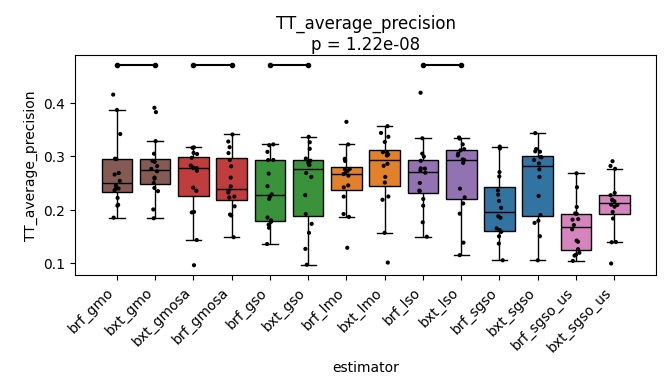 TT_average_precision
p = 1.22e-08
TT_average_precision
0.4
0.3
0.2
0.1
brf_gmo
bxt_gmo
bxt_gmosa
brf_gmosa
brf_gso
bxt_gso
brf_lmo
bxt_lmo
brf_lso
bxt_lso
brf_sgso
bxt_sgso
brf_sgso_us
bxt_sgso_us
estimator